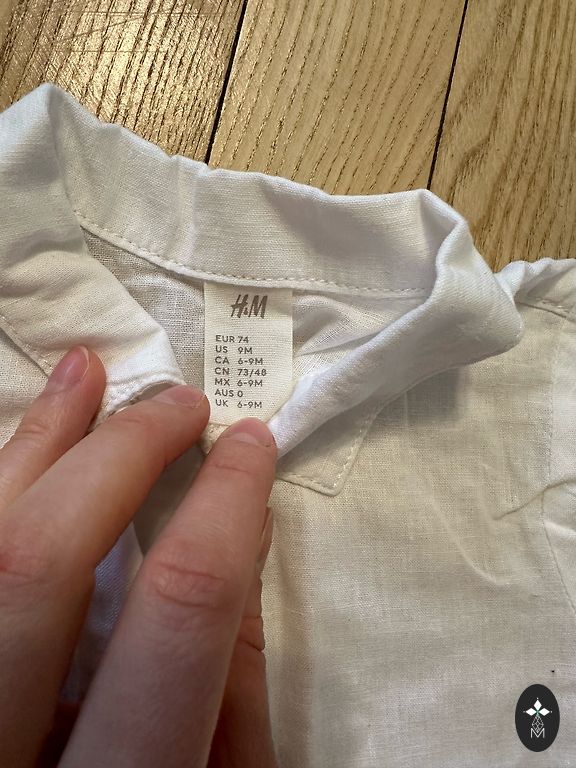 H&M
EUR 74
US 9M
CA 6-9M
CN 73/48
MX 6-9M
AUS 0
UK 6-9M
M